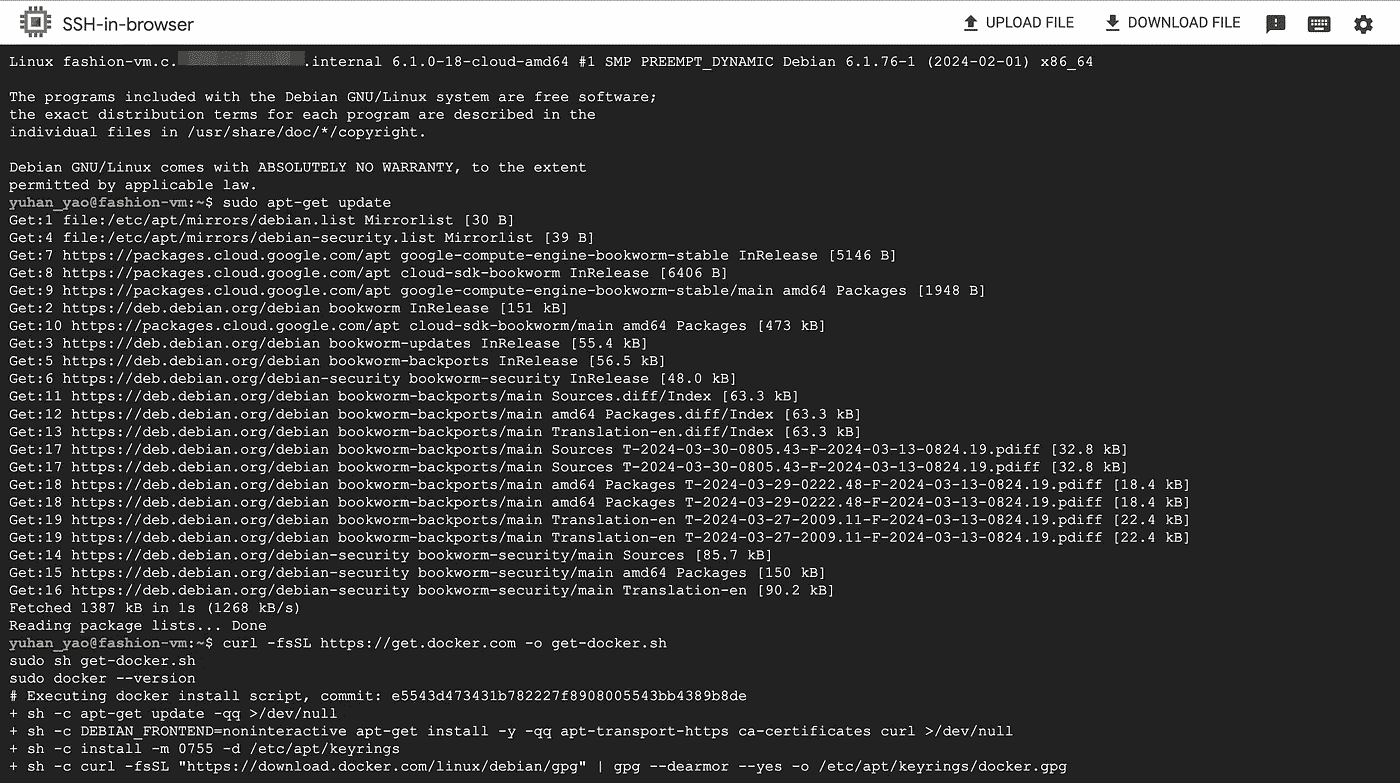 SSH-in-browser
UPLOAD FILE
DOWNLOAD FILE
Linux fashion-vm.c. .internal 6.1.0-18-cloud-amd64 #1 SMP PREEMPT_DYNAMIC Debian 6.1.76-1 (2024-02-01) x86_64
The programs included with the Debian GNU/Linux system are free software;
the exact distribution terms for each program are described in the
individual files in /usr/share/doc/*/copyright.
Debian GNU/Linux comes with ABSOLUTELY NO WARRANTY, to the extent
permitted by applicable law.
yuhan_yao@fashion-vm:~$ sudo apt-get update
Get:1 file:/etc/apt/mirrors/debian.list Mirrorlist [30 B]
Get:4 file:/etc/apt/mirrors/debian-security.list Mirrorlist [39 B]
Get:7 https://packages.cloud.google.com/apt google-compute-engine-bookworm-stable InRelease [5146 B]
Get:8 https://packages.cloud.google.com/apt cloud-sdk-bookworm InRelease [6406 B]
Get:9 https://packages.cloud.google.com/apt google-compute-engine-bookworm-stable/main amd64 Packages [1948 B]
Get:2 https://deb.debian.org/debian bookworm InRelease [151 kB]
Get:10 https://packages.cloud.google.com/apt cloud-sdk-bookworm/main amd64 Packages [473 kB]
Get:3 https://deb.debian.org/debian bookworm-updates InRelease [55.4 kB]
Get:5 https://deb.debian.org/debian bookworm-backports InRelease [56.5 kB]
Get:6 https://deb.debian.org/debian-security bookworm-security InRelease [48.0 kB]
Get:11 https://deb.debian.org/debian bookworm-backports/main Sources.diff/Index [63.3 kB]
Get:12 https://deb.debian.org/debian bookworm-backports/main amd64 Packages.diff/Index [63.3 kB]
Get:13 https://deb.debian.org/debian bookworm-backports/main Translation-en.diff/Index [63.3 kB]
Get:17 https://deb.debian.org/debian bookworm-backports/main Sources T-2024-03-30-0805.43-F-2024-03-13-0824.19.pdiff [32.8 kB]
Get:17 https://deb.debian.org/debian bookworm-backports/main Sources T-2024-03-30-0805.43-F-2024-03-13-0824.19.pdiff [32.8 kB]
Get:18 https://deb.debian.org/debian bookworm-backports/main amd64 Packages T-2024-03-29-0222.48-F-2024-03-13-0824.19.pdiff [18.4 kB]
Get:18 https://deb.debian.org/debian bookworm-backports/main amd64 Packages T-2024-03-29-0222.48-F-2024-03-13-0824.19.pdiff [18.4 kB]
Get:19 https://deb.debian.org/debian bookworm-backports/main Translation-en T-2024-03-27-2009.11-F-2024-03-13-0824.19.pdiff [22.4 kB]
Get:19 https://deb.debian.org/debian bookworm-backports/main Translation-en T-2024-03-27-2009.11-F-2024-03-13-0824.19.pdiff [22.4 kB]
Get:14 https://deb.debian.org/debian-security bookworm-security/main Sources [85.7 kB]
Get:15 https://deb.debian.org/debian-security bookworm-security/main amd64 Packages [150 kB]
Get:16 https://deb.debian.org/debian-security bookworm-security/main Translation-en [90.2 kB]
Fetched 1387 kB in 1s (1268 kB/s)
Reading package lists... Done
yuhan_yao@fashion-vm:~$ curl -fsSL https://get.docker.com -o get-docker.sh
sudo sh get-docker.sh
sudo docker --version
# Executing docker install script, commit: e5543d473431b782227f8908005543bb4389b8de
+ sh -c apt-get update -qq >/dev/null
+ sh -c DEBIAN_FRONTEND=noninteractive apt-get install -y -qq apt-transport-https ca-certificates curl >/dev/null
+ sh -c install -m 0755 -d /etc/apt/keyrings
+ sh -c curl -fsSL "https://download.docker.com/linux/debian/gpg" | gpg --dearmor --yes -o /etc/apt/keyrings/docker.gpg